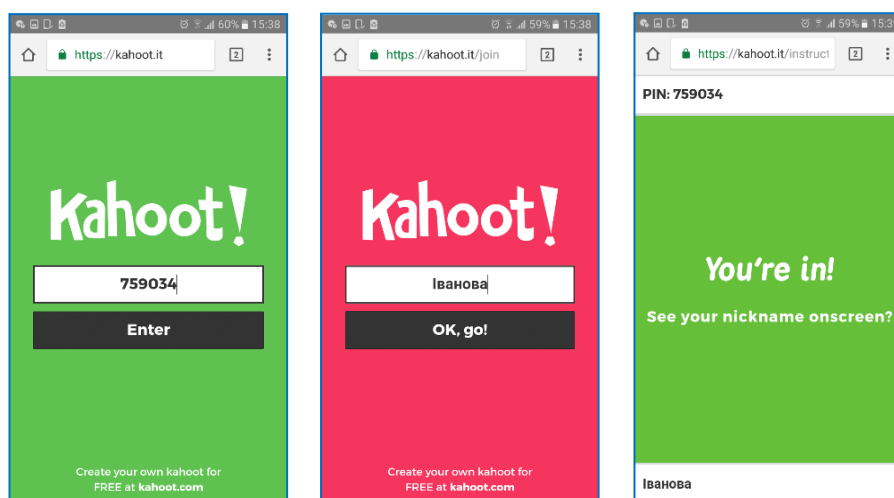 60% 15:38
https://kahoot.it
2
Kahoot!
759034
Enter
Create your own kahoot for
FREE at kahoot.com
59% 15:38
https://kahoot.it/join
2
Kahoot!
Іванова
OK, go!
Create your own kahoot for
FREE at kahoot.com
59% 15:3
https://kahoot.it/instruct
2
PIN: 759034
You're in!
See your nickname onscreen?
Іванова